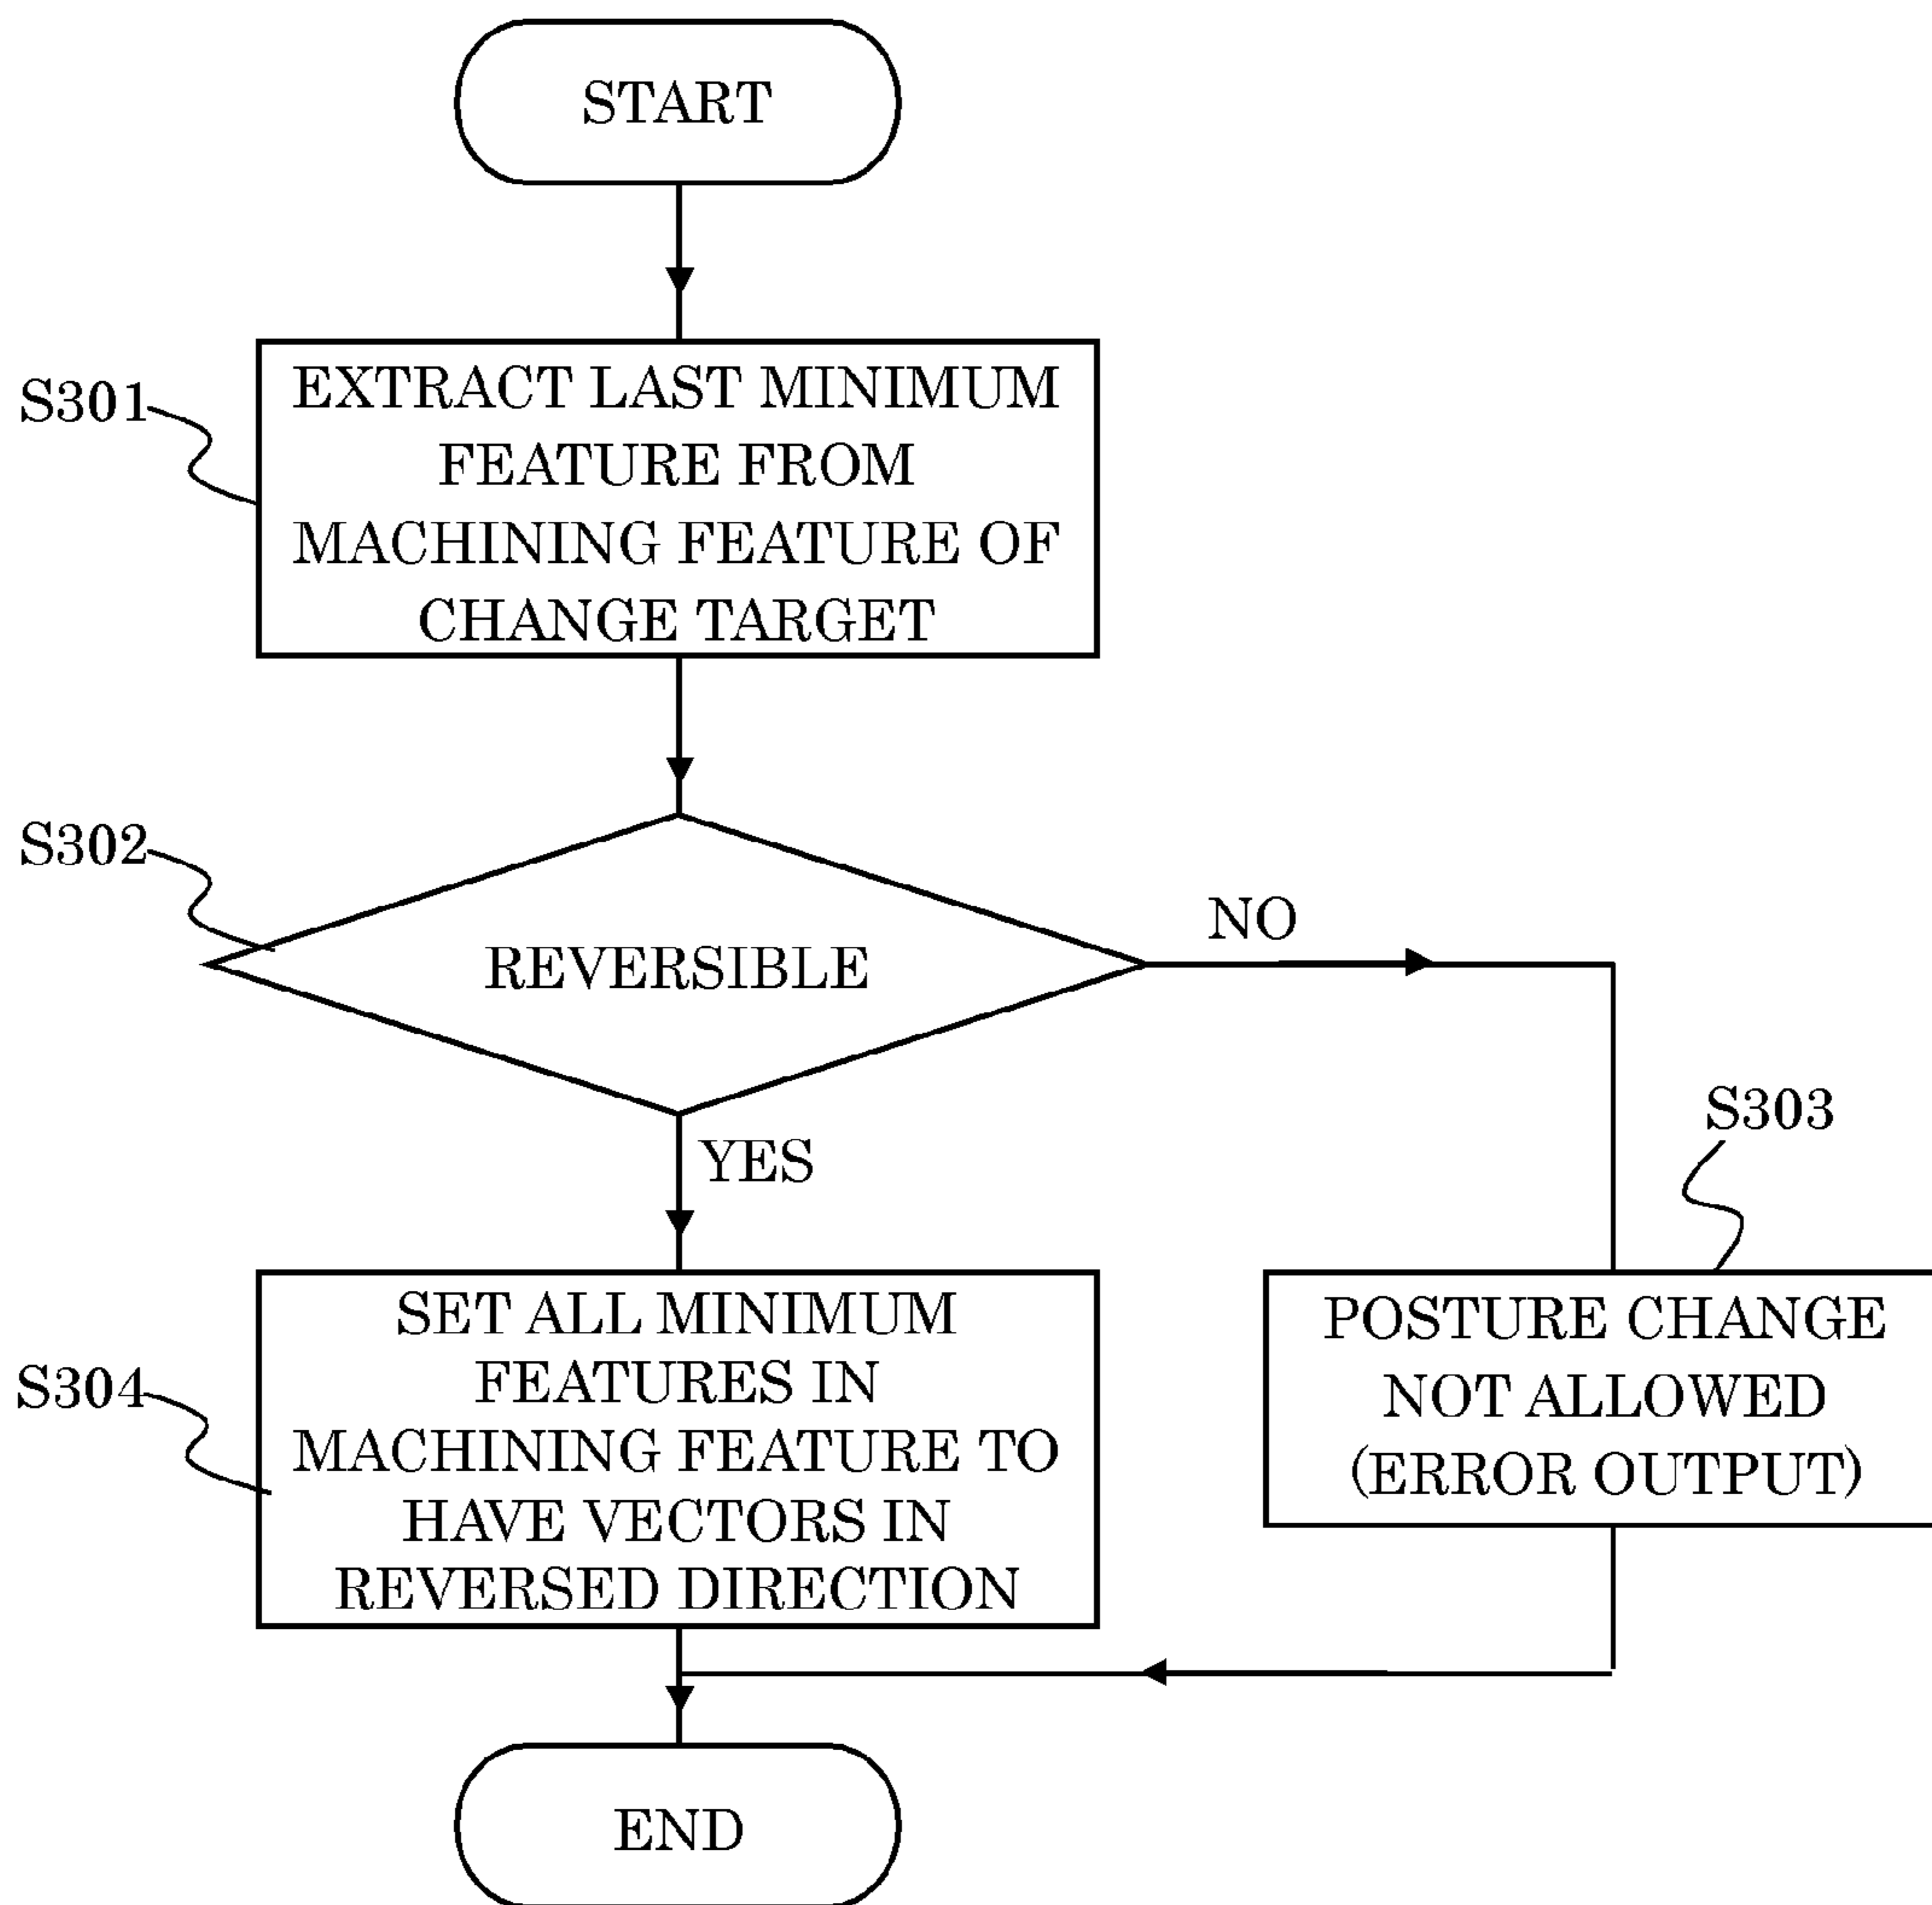 START
S301
EXTRACT LAST MINIMUM
FEATURE FROM
MACHINING FEATURE OF
CHANGE TARGET
S302
REVERSIBLE
NO
YES
S303
POSTURE CHANGE
NOT ALLOWED
(ERROR OUTPUT)
S304
SET ALL MINIMUM
FEATURES IN
MACHINING FEATURE TO
HAVE VECTORS IN
REVERSED DIRECTION
END